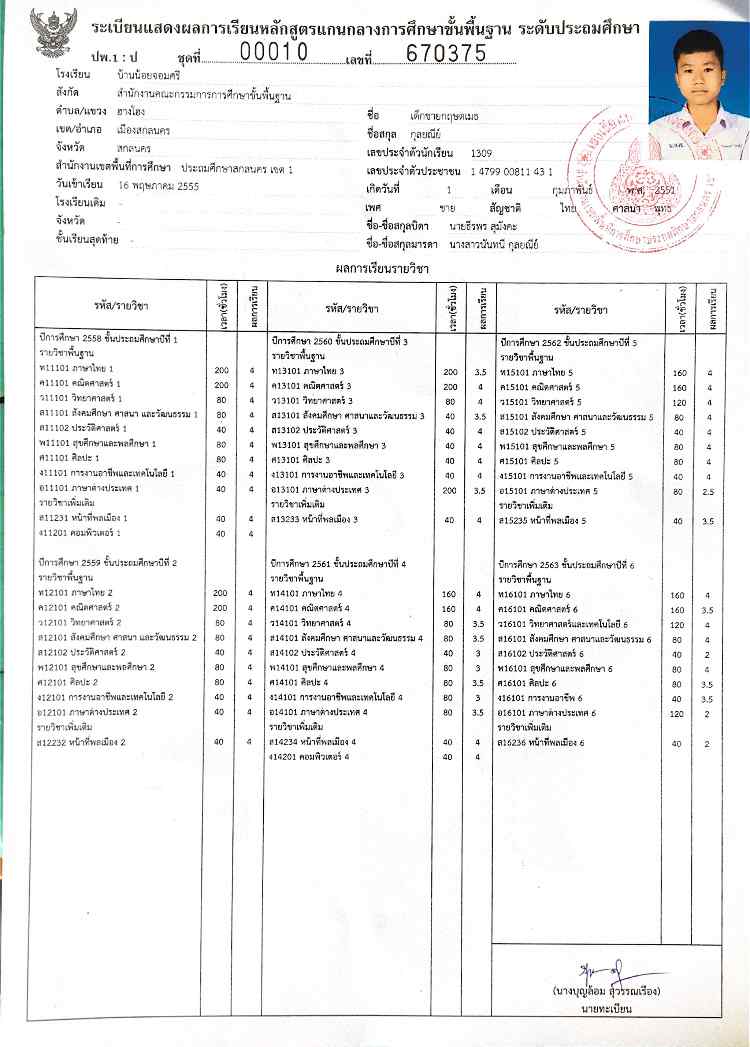 ระเบียนแสดงผลการเรียนหลักสูตรแกนกลางการศึกษาขั้นพื้นฐาน ระดับประถมศึกษา
ปพ.1 : ป ชุดที่ 00010 เลขที่ 670375
โรงเรียน บ้านน้อยจอมศรี
สังกัด สำนักงานคณะกรรมการการศึกษาขั้นพื้นฐาน
ตำบล/แขวง ฮางโฮง
เขต/อำเภอ เมืองสกลนคร
จังหวัด สกลนคร
สำนักงานเขตพื้นที่การศึกษา ประถมศึกษาสกลนคร เขต 1
วันเข้าเรียน 16 พฤษภาคม 2555
โรงเรียนเดิม -
จังหวัด -
ชั้นเรียนสุดท้าย -
ชื่อ เด็กชายกฤษดเมธ
ชื่อสกุล กุลยณีย์
เลขประจำตัวนักเรียน 1309
เลขประจำตัวประชาชน 1 4799 00811 43 1
เกิดวันที่ 1 เดือน กุมภาพันธ์ พ.ศ. 2551
เพศ ชาย สัญชาติ ไทย ศาสนา พุทธ
ชื่อ-ชื่อสกุลบิดา นายธีรพร สุมังคะ
ชื่อ-ชื่อสกุลมารดา นางสาวนันทนี กุลยณีย์
ผลการเรียนรายวิชา
รหัส/รายวิชา เวลา(ชั่วโมง) ผลการเรียน รหัส/รายวิชา เวลา(ชั่วโมง) ผลการเรียน รหัส/รายวิชา เวลา(ชั่วโมง) ผลการเรียน
ปีการศึกษา 2558 ชั้นประถมศึกษาปีที่ 1
รายวิชาพื้นฐาน
ท11101 ภาษาไทย 1 200 4
ค11101 คณิตศาสตร์ 1 200 4
ว11101 วิทยาศาสตร์ 1 80 4
ส11101 สังคมศึกษา ศาสนา และวัฒนธรรม 1 80 4
ส11102 ประวัติศาสตร์ 1 40 4
พ11101 สุขศึกษาและพลศึกษา 1 80 4
ศ11101 ศิลปะ 1 80 4
ง11101 การงานอาชีพและเทคโนโลยี 1 40 4
อ11101 ภาษาต่างประเทศ 1 40 4
รายวิชาเพิ่มเติม
ส11231 หน้าที่พลเมือง 1 40 4
ง11201 คอมพิวเตอร์ 1 40 4
ปีการศึกษา 2559 ชั้นประถมศึกษาปีที่ 2
รายวิชาพื้นฐาน
ท12101 ภาษาไทย 2 200 4
ค12101 คณิตศาสตร์ 2 200 4
ว12101 วิทยาศาสตร์ 2 80 4
ส12101 สังคมศึกษา ศาสนา และวัฒนธรรม 2 80 4
ส12102 ประวัติศาสตร์ 2 40 4
พ12101 สุขศึกษาและพลศึกษา 2 80 4
ศ12101 ศิลปะ 2 80 4
ง12101 การงานอาชีพและเทคโนโลยี 2 40 4
อ12101 ภาษาต่างประเทศ 2 40 4
รายวิชาเพิ่มเติม
ส12232 หน้าที่พลเมือง 2 40 4
ปีการศึกษา 2560 ชั้นประถมศึกษาปีที่ 3
รายวิชาพื้นฐาน
ท13101 ภาษาไทย 3 200 3.5
ค13101 คณิตศาสตร์ 3 200 4
ว13101 วิทยาศาสตร์ 3 80 4
ส13101 สังคมศึกษา ศาสนาและวัฒนธรรม 3 40 3.5
ส13102 ประวัติศาสตร์ 3 40 4
พ13101 สุขศึกษาและพลศึกษา 3 40 4
ศ13101 ศิลปะ 3 40 4
ง13101 การงานอาชีพและเทคโนโลยี 3 40 4
อ13101 ภาษาต่างประเทศ 3 200 3.5
รายวิชาเพิ่มเติม
ส13233 หน้าที่พลเมือง 3 40 4
ปีการศึกษา 2561 ชั้นประถมศึกษาปีที่ 4
รายวิชาพื้นฐาน
ท14101 ภาษาไทย 4 160 4
ค14101 คณิตศาสตร์ 4 160 4
ว14101 วิทยาศาสตร์ 4 80 3.5
ส14101 สังคมศึกษา ศาสนาและวัฒนธรรม 4 80 3.5
ส14102 ประวัติศาสตร์ 4 40 3
พ14101 สุขศึกษาและพลศึกษา 4 80 3
ศ14101 ศิลปะ 4 80 3.5
ง14101 การงานอาชีพและเทคโนโลยี 4 80 3
อ14101 ภาษาต่างประเทศ 4 80 3.5
รายวิชาเพิ่มเติม
ส14234 หน้าที่พลเมือง 4 40 4
ง14201 คอมพิวเตอร์ 4 40 4
ปีการศึกษา 2562 ชั้นประถมศึกษาปีที่ 5
รายวิชาพื้นฐาน
ท15101 ภาษาไทย 5 160 4
ค15101 คณิตศาสตร์ 5 160 4
ว15101 วิทยาศาสตร์ 5 120 4
ส15101 สังคมศึกษา ศาสนาและวัฒนธรรม 5 80 4
ส15102 ประวัติศาสตร์ 5 40 4
พ15101 สุขศึกษาและพลศึกษา 5 80 4
ศ15101 ศิลปะ 5 80 4
ง15101 การงานอาชีพและเทคโนโลยี 5 40 4
อ15101 ภาษาต่างประเทศ 5 80 2.5
รายวิชาเพิ่มเติม
ส15235 หน้าที่พลเมือง 5 40 3.5
ปีการศึกษา 2563 ชั้นประถมศึกษาปีที่ 6
รายวิชาพื้นฐาน
ท16101 ภาษาไทย 6 160 4
ค16101 คณิตศาสตร์ 6 160 3.5
ว16101 วิทยาศาสตร์และเทคโนโลยี 6 120 4
ส16101 สังคมศึกษา ศาสนาและวัฒนธรรม 6 80 4
ส16102 ประวัติศาสตร์ 6 40 2
พ16101 สุขศึกษาและพลศึกษา 6 80 4
ศ16101 ศิลปะ 6 80 3.5
ง16101 การงานอาชีพ 6 40 3.5
อ16101 ภาษาต่างประเทศ 6 120 2
รายวิชาเพิ่มเติม
ส16236 หน้าที่พลเมือง 6 40 2
(นางบุญล้อม สุวรรณเรือง)
นายทะเบียน